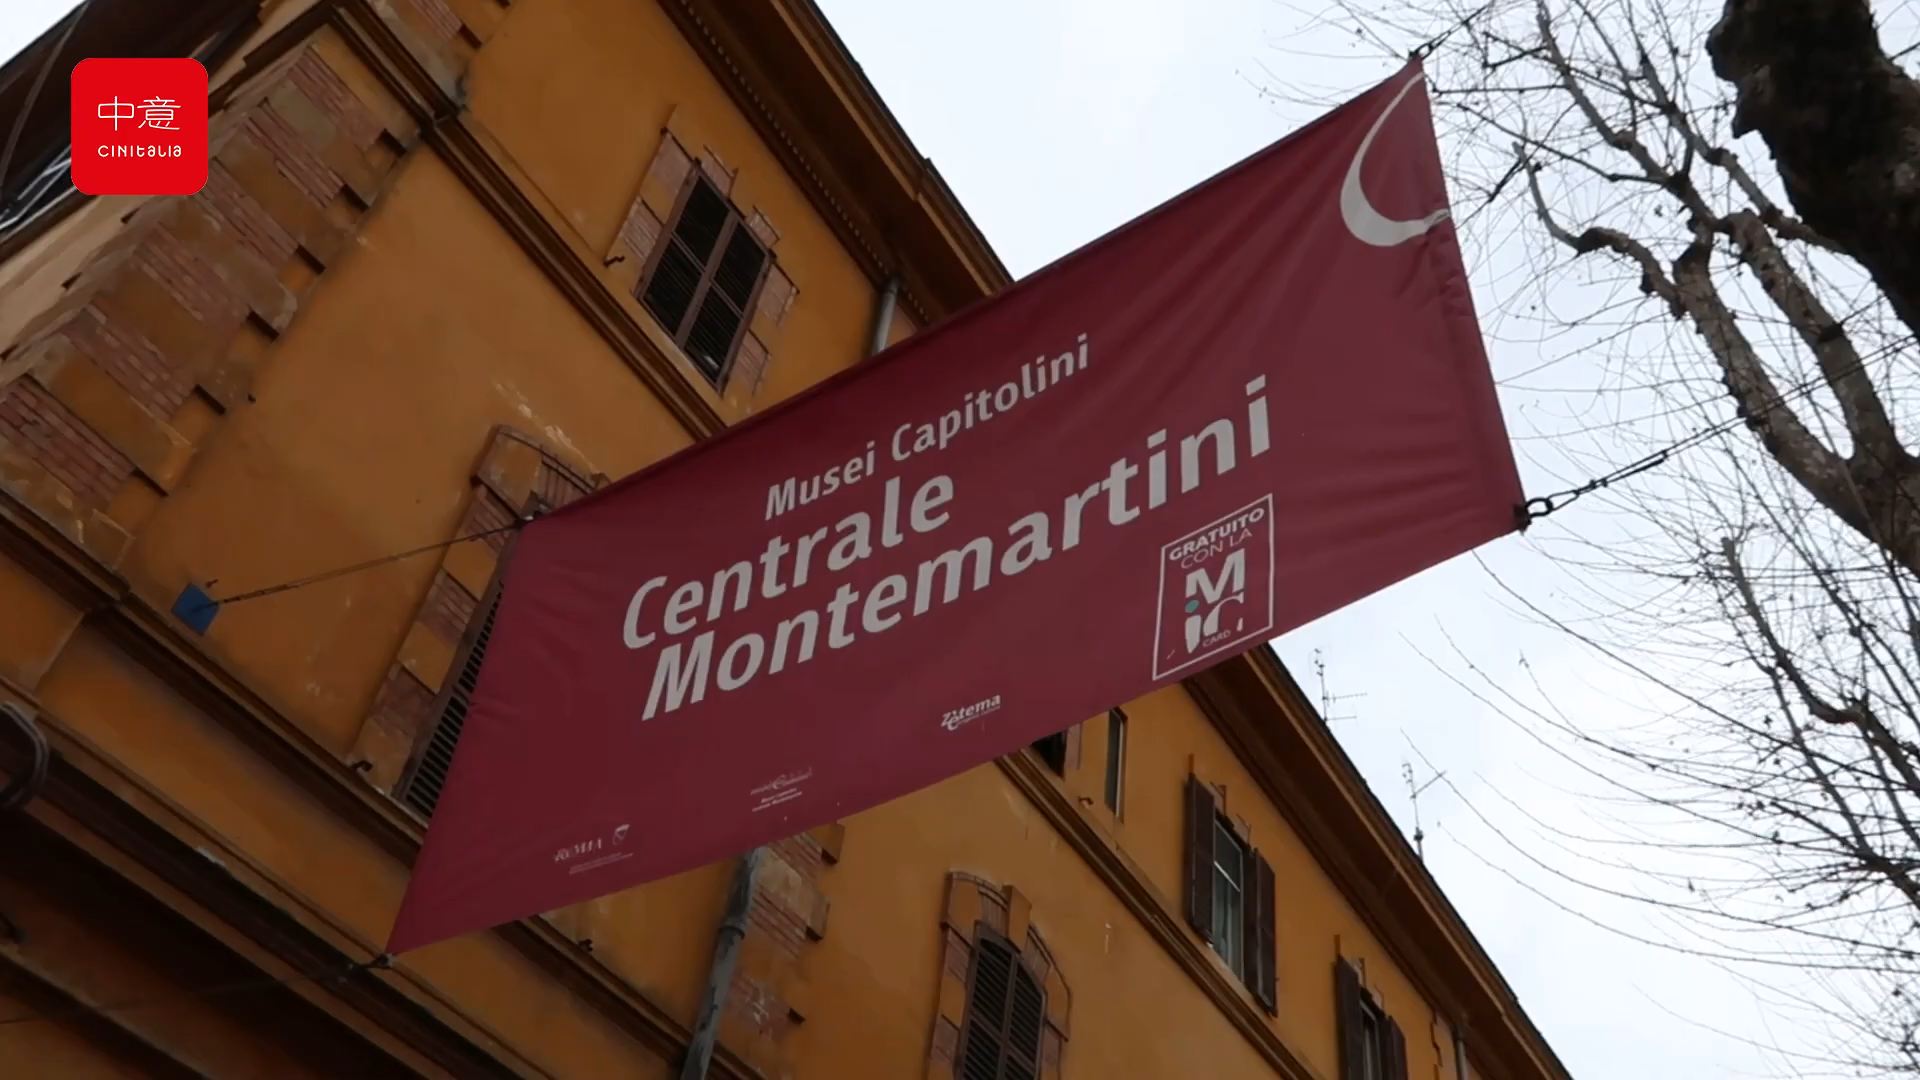 中意
CINITALIA
Musei Capitolini
Centrale
Montemartini
GRATUITO
CON LA
MiC
CARD
Zètema
ROMA